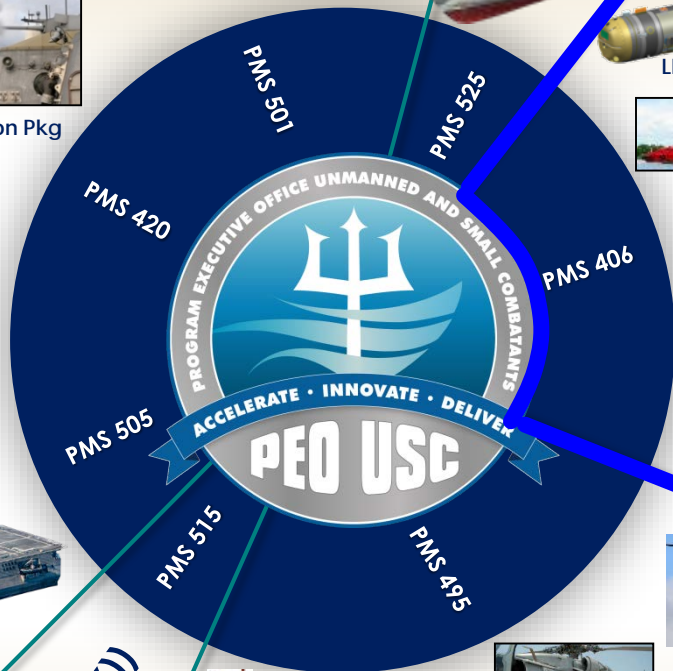 PMS 501
PMS 525
on Pkg
PMS 420
PMS 406
PROGRAM EXECUTIVE OFFICE UNMANNED AND SMALL COMBATANTS
ACCELERATE • INNOVATE • DELIVER
PEO USC
PMS 505
PMS 515
PMS 495